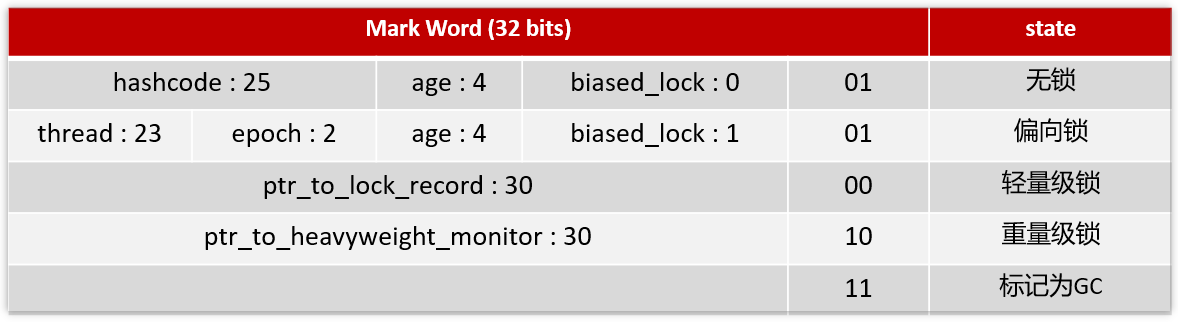 Mark Word (32 bits) state
hashcode : 25 age : 4 biased_lock : 0 01 无锁
thread : 23 epoch : 2 age : 4 biased_lock : 1 01 偏向锁
ptr_to_lock_record : 30 00 轻量级锁
ptr_to_heavyweight_monitor : 30 10 重量级锁
11 标记为GC